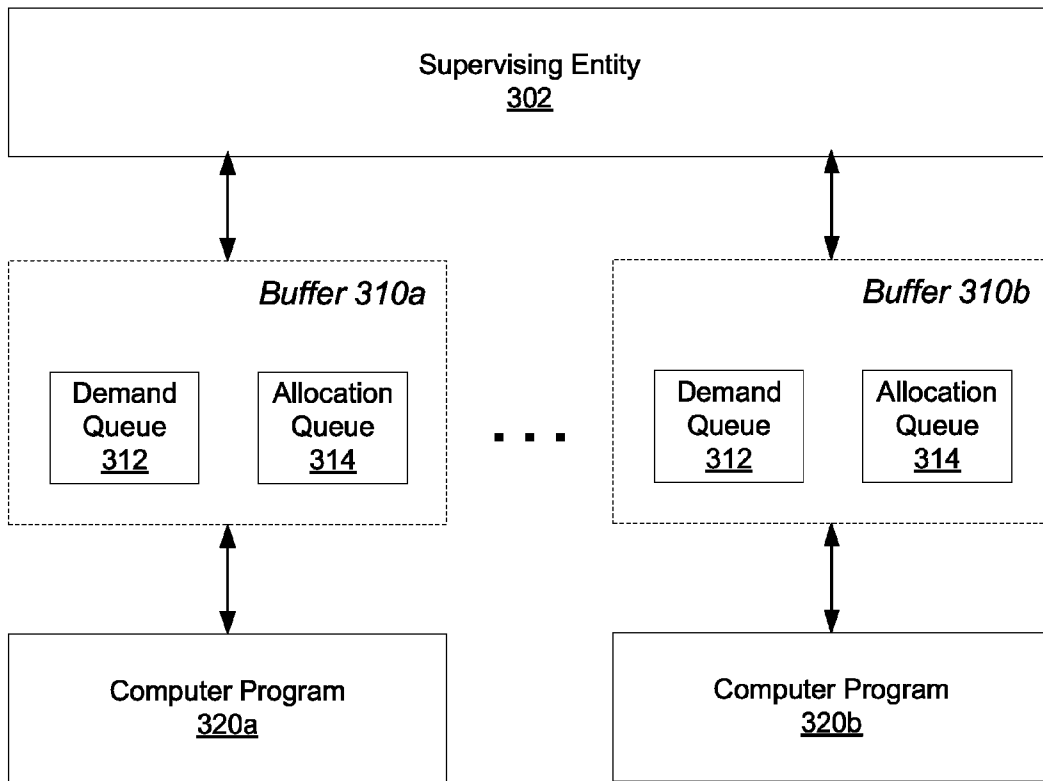 Supervising Entity
302
Buffer 310a
Demand
Queue
312
Allocation
Queue
314
. . .
Buffer 310b
Demand
Queue
312
Allocation
Queue
314
Computer Program
320a
Computer Program
320b